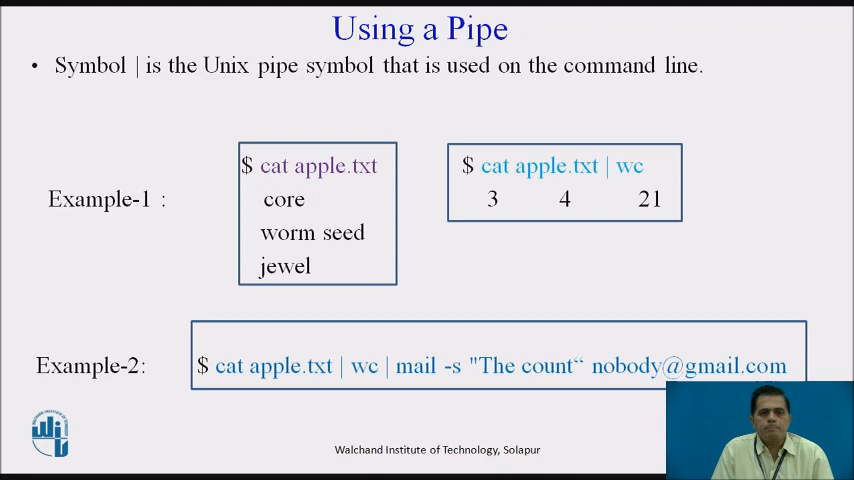 Using a Pipe
• Symbol | is the Unix pipe symbol that is used on the command line.
$ cat apple.txt
core
worm seed
jewel
$ cat apple.txt | wc
3 4 21
Example-1 :
Example-2:
$ cat apple.txt | wc | mail -s "The count“ nobody@gmail.com
Walchand Institute of Technology, Solapur